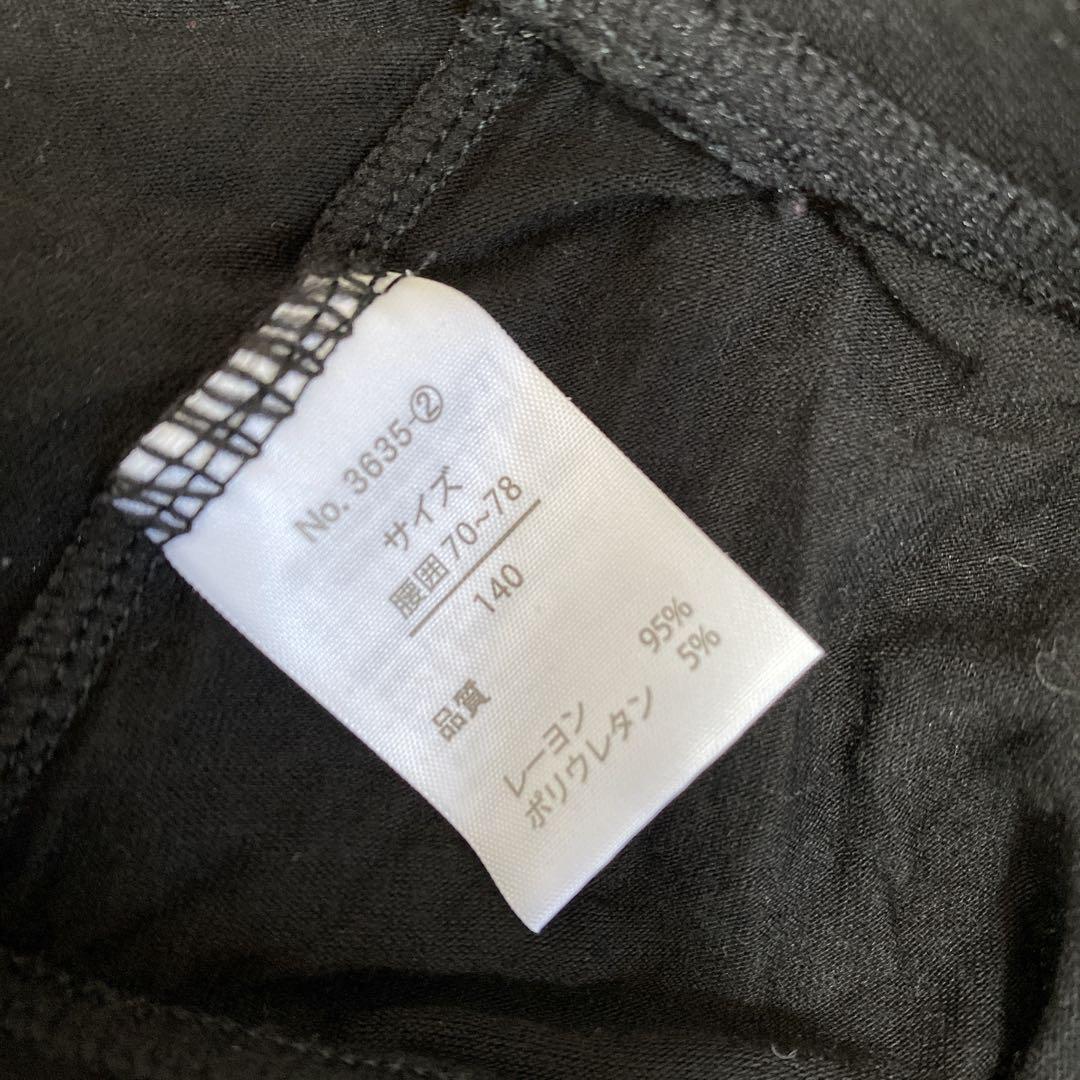 No. 3635-②
サイズ
腰囲 70~78
140
品質
レーヨン 95%
ポリウレタン 5%